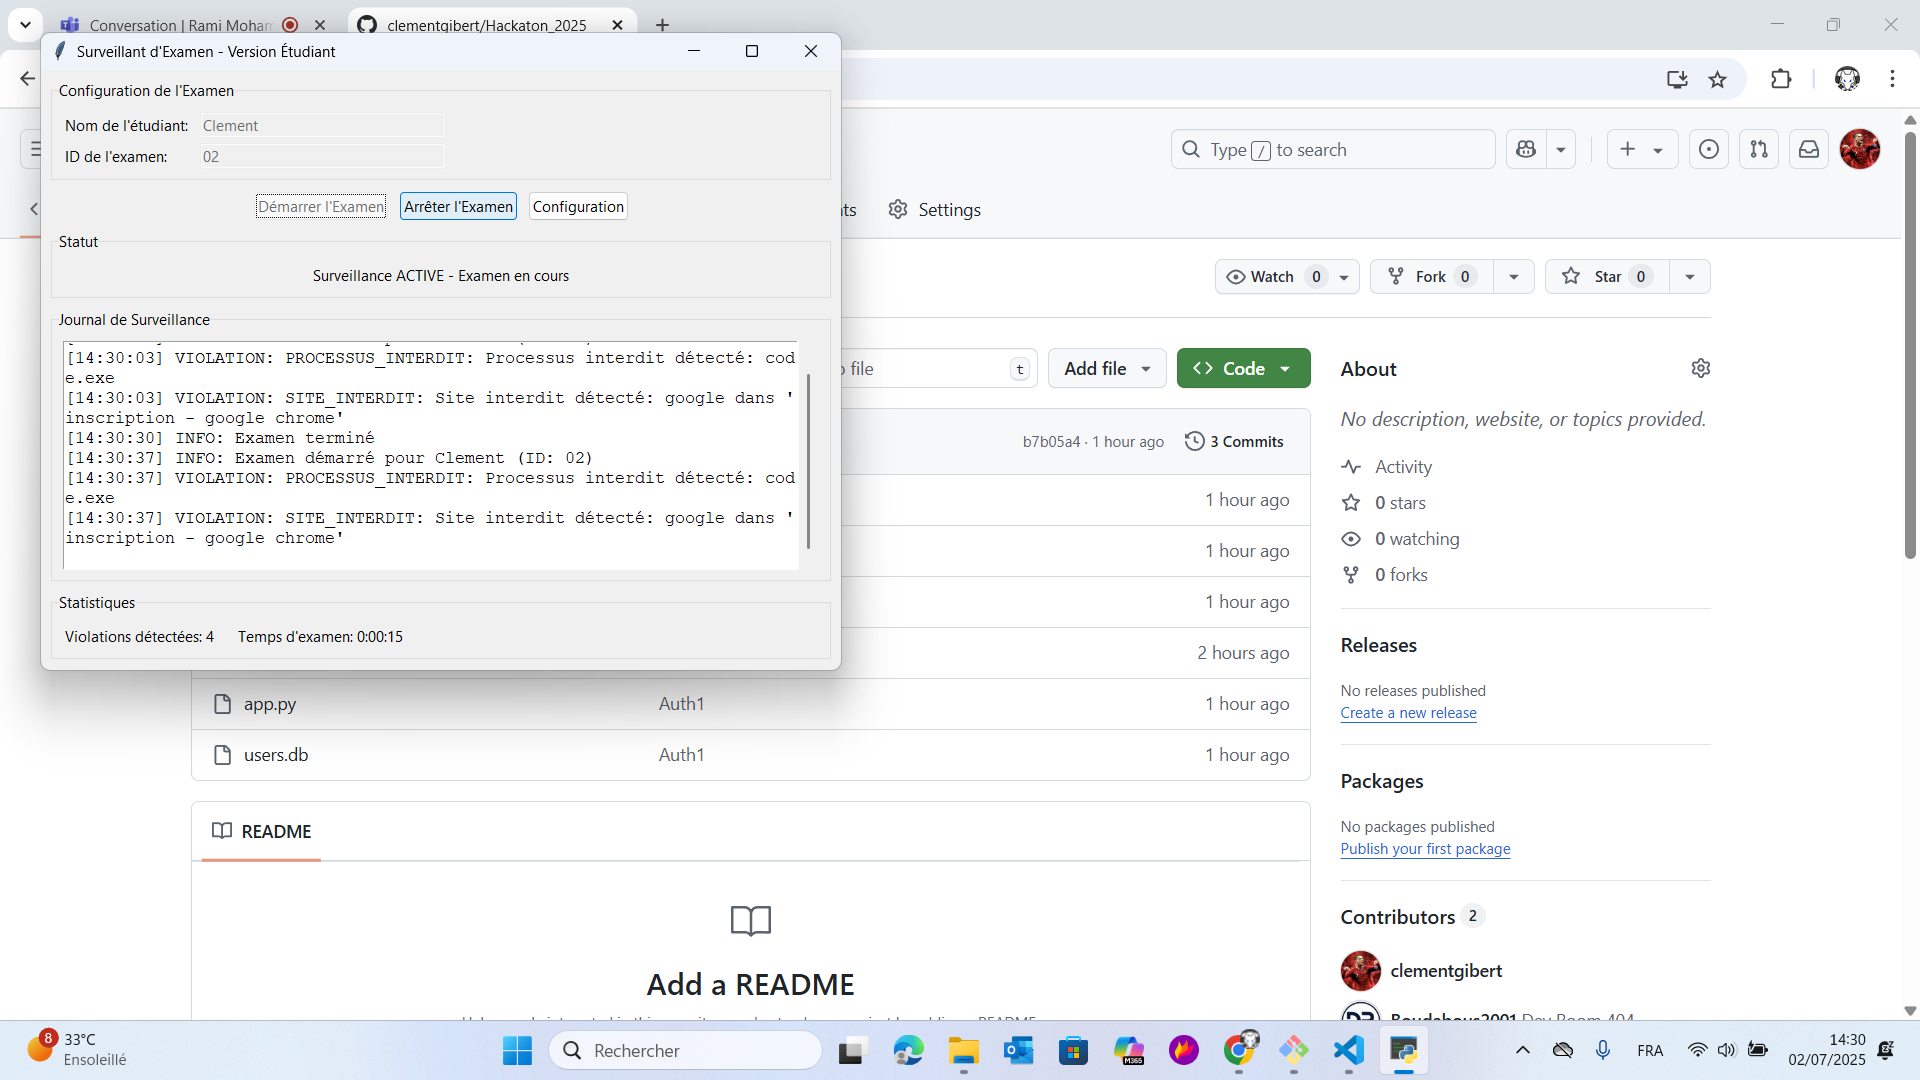 Conversation | Rami Moham
clementgibert/Hackaton_2025
Surveillant d'Examen - Version Étudiant
Configuration de l'Examen
Nom de l'étudiant: Clement
ID de l'examen: 02
Démarrer l'Examen Arrêter l'Examen Configuration
Statut
Surveillance ACTIVE - Examen en cours
Journal de Surveillance
[14:30:03] VIOLATION: PROCESSUS_INTERDIT: Processus interdit détecté: cod
e.exe
[14:30:03] VIOLATION: SITE_INTERDIT: Site interdit détecté: google dans '
inscription - google chrome'
[14:30:30] INFO: Examen terminé
[14:30:37] INFO: Examen démarré pour Clement (ID: 02)
[14:30:37] VIOLATION: PROCESSUS_INTERDIT: Processus interdit détecté: cod
e.exe
[14:30:37] VIOLATION: SITE_INTERDIT: Site interdit détecté: google dans '
inscription - google chrome'
Statistiques
Violations détectées: 4 Temps d'examen: 0:00:15
Type / to search
Settings
Watch 0 Fork 0 Star 0
file t Add file Code
b7b05a4 · 1 hour ago 3 Commits
1 hour ago
1 hour ago
1 hour ago
2 hours ago
app.py Auth1 1 hour ago
users.db Auth1 1 hour ago
README
Add a README
About
No description, website, or topics provided.
Activity
0 stars
0 watching
0 forks
Releases
No releases published
Create a new release
Packages
No packages published
Publish your first package
Contributors 2
clementgibert
Boudabous2001 Dev Room 404
8 33°C
Ensoleillé
Rechercher
M365
FRA
14:30
02/07/2025